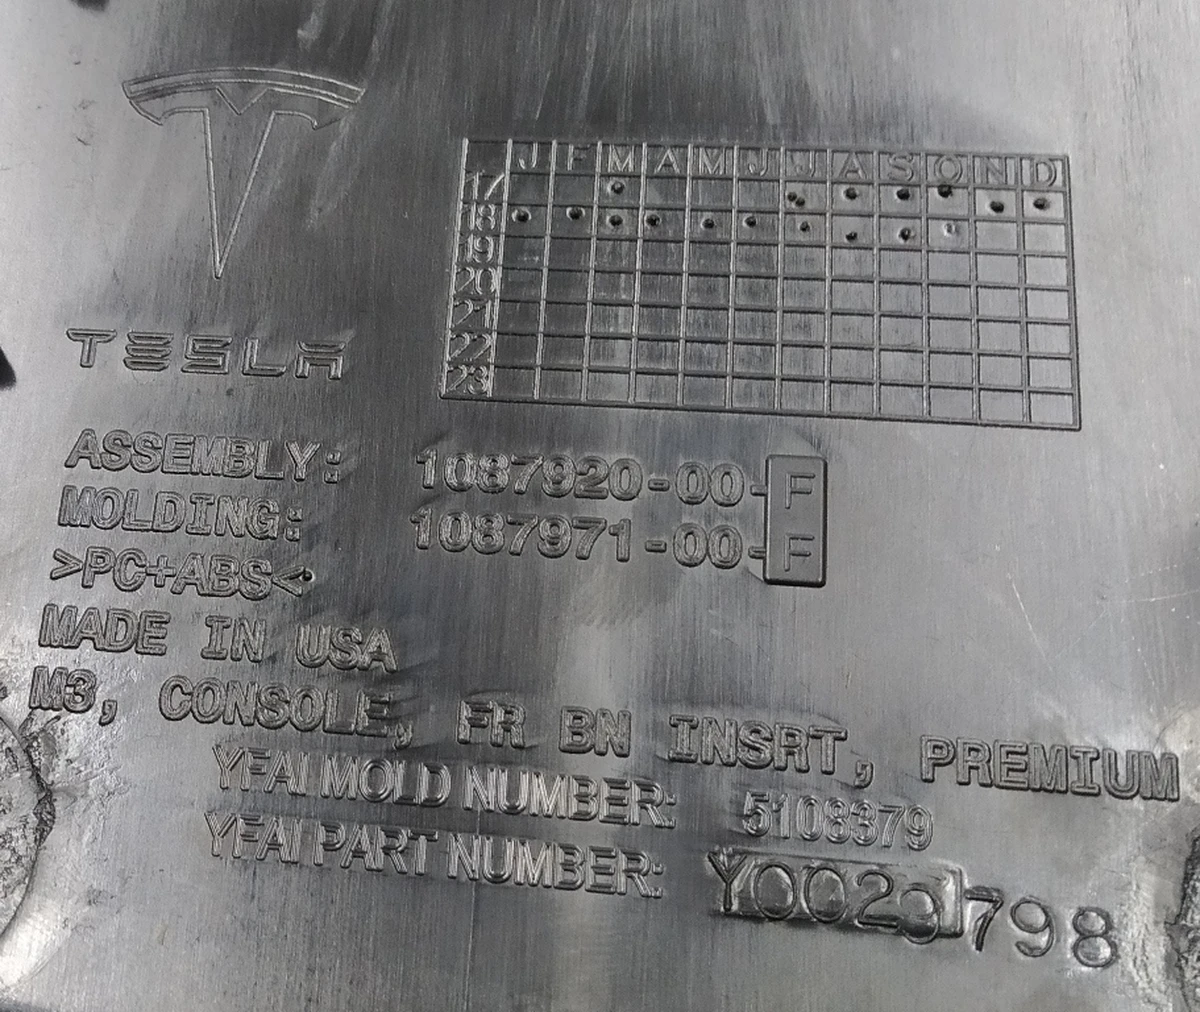 J F M A M J J A S O N D
17
18
19
20
21
22
23
TESLA
ASSEMBLY: 1087920-00-F
MOLDING: 1087971-00-F
>PC+ABS<
MADE IN USA
M3, CONSOLE, FR BN INSRT, PREMIUM
YFAI MOLD NUMBER: 5108379
YFAI PART NUMBER: